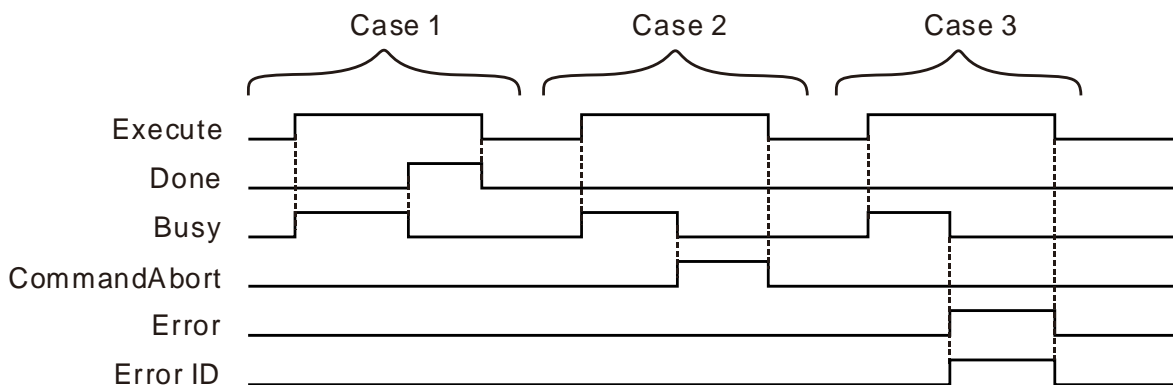 Case 1 Case 2 Case 3
Execute
Done
Busy
CommandAbort
Error
Error ID